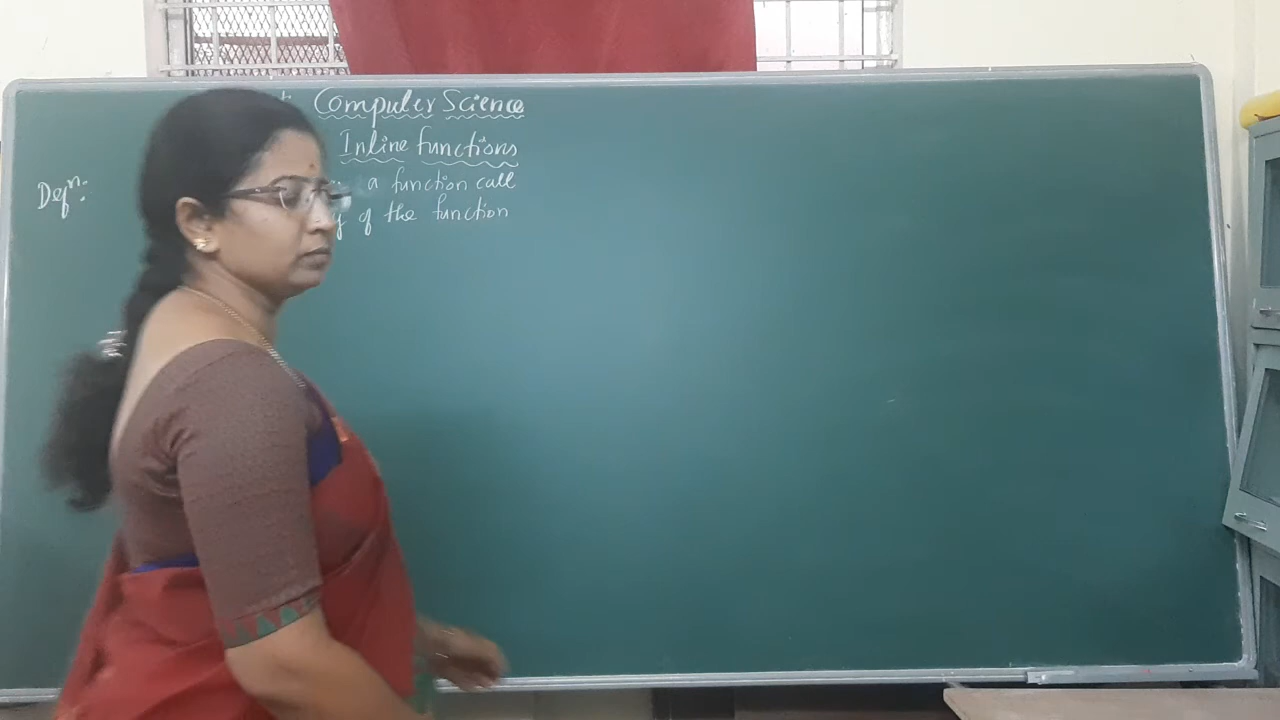 Computer Science
Inline functions
Defn:
a function call
of the function